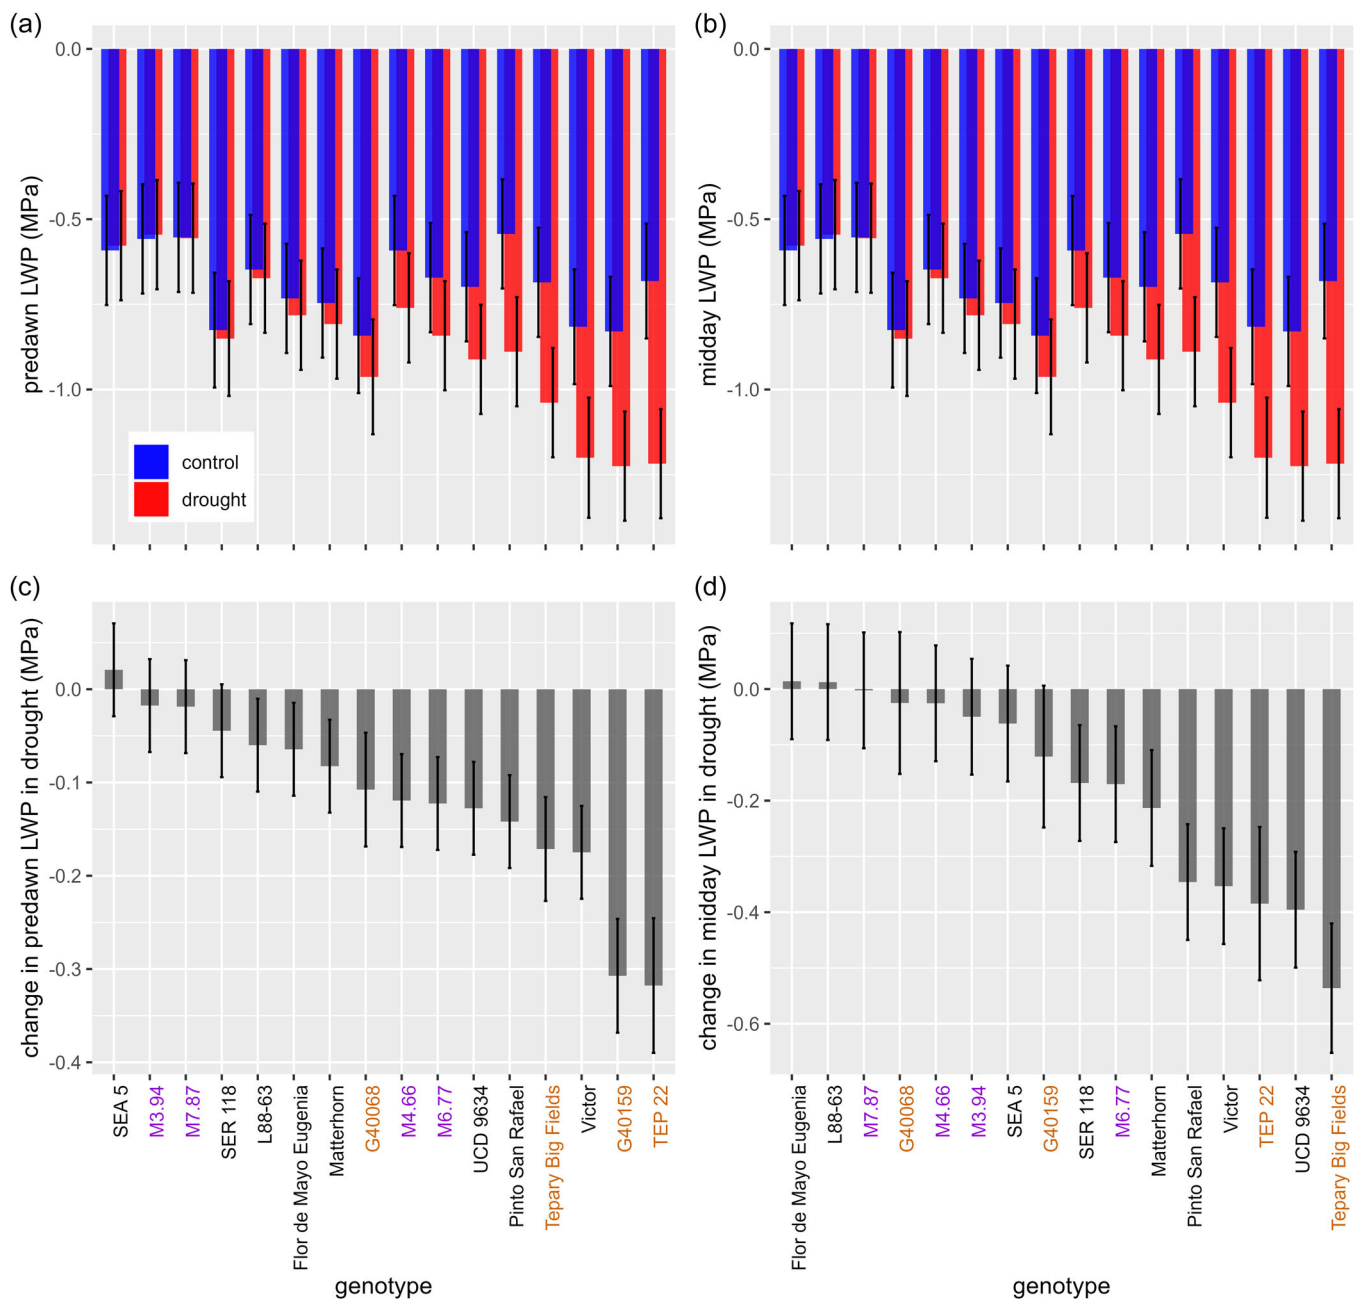 (a)
predawn LWP (MPa)
0.0
-0.5
-1.0
control
drought
(b)
midday LWP (MPa)
0.0
-0.5
-1.0
(c)
change in predawn LWP in drought (MPa)
0.0
-0.1
-0.2
-0.3
-0.4
SEA 5
M3.94
M7.87
SER 118
L88-63
Flor de Mayo Eugenia
Matterhorn
G40068
M4.66
M6.77
UCD 9634
Pinto San Rafael
Tepary Big Fields
Victor
G40159
TEP 22
genotype
(d)
change in midday LWP in drought (MPa)
0.0
-0.2
-0.4
-0.6
Flor de Mayo Eugenia
L88-63
M7.87
G40068
M4.66
M3.94
SEA 5
G40159
SER 118
M6.77
Matterhorn
Pinto San Rafael
Victor
TEP 22
UCD 9634
Tepary Big Fields
genotype